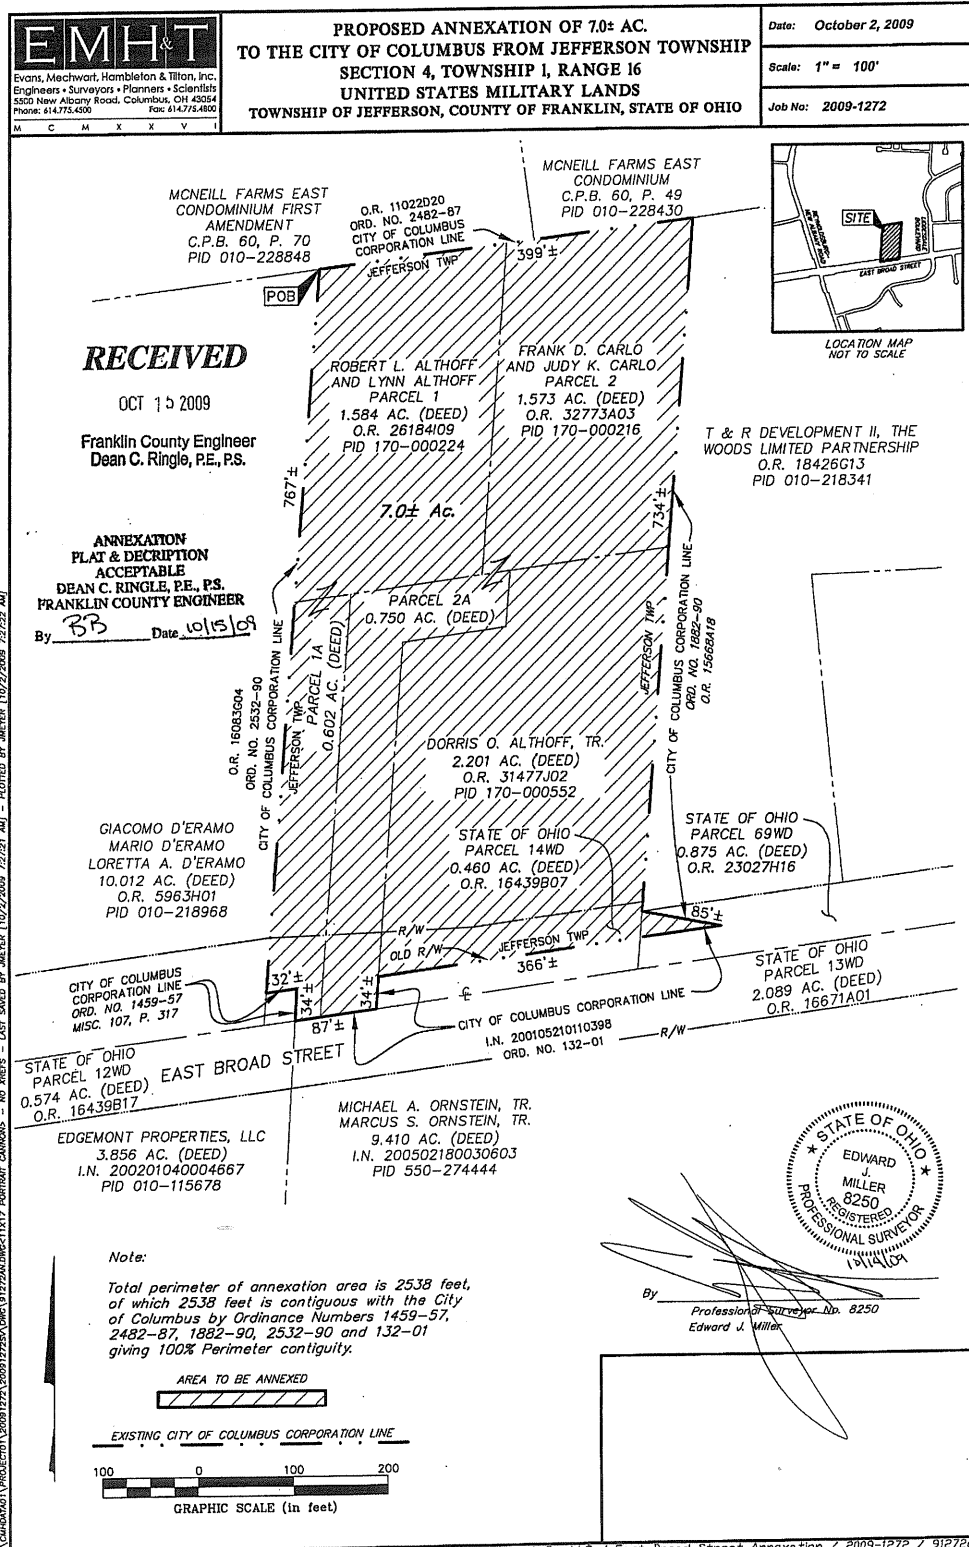 EMH&T
Evans, Mechwart, Hambleton & Tilton, Inc.
Engineers • Surveyors • Planners • Scientists
5500 New Albany Road, Columbus, OH 43054
Phone: 614.775.4500 Fax: 614.775.4800
M C M X X V I
PROPOSED ANNEXATION OF 7.0± AC.
TO THE CITY OF COLUMBUS FROM JEFFERSON TOWNSHIP
SECTION 4, TOWNSHIP 1, RANGE 16
UNITED STATES MILITARY LANDS
TOWNSHIP OF JEFFERSON, COUNTY OF FRANKLIN, STATE OF OHIO
Date: October 2, 2009
Scale: 1" = 100'
Job No: 2009-1272
MCNEILL FARMS EAST
CONDOMINIUM FIRST
AMENDMENT
C.P.B. 60, P. 70
PID 010-228848
O.R. 11022D20
ORD. NO. 2482-87
CITY OF COLUMBUS
CORPORATION LINE
JEFFERSON TWP
399'±
MCNEILL FARMS EAST
CONDOMINIUM
C.P.B. 60, P. 49
PID 010-228430
SITE
EAST BROAD STREET
LOCATION MAP
NOT TO SCALE
POB
RECEIVED
OCT 15 2009
Franklin County Engineer
Dean C. Ringle, P.E., P.S.
ROBERT L. ALTHOFF
AND LYNN ALTHOFF
PARCEL 1
1.584 AC. (DEED)
O.R. 26184I09
PID 170-000224
FRANK D. CARLO
AND JUDY K. CARLO
PARCEL 2
1.573 AC. (DEED)
O.R. 32773A03
PID 170-000216
T & R DEVELOPMENT II, THE
WOODS LIMITED PARTNERSHIP
O.R. 18426G13
PID 010-218341
767'±
7.0± Ac.
734'±
ANNEXATION
PLAT & DECRIPTION
ACCEPTABLE
DEAN C. RINGLE, P.E., P.S.
FRANKLIN COUNTY ENGINEER
By BB Date 10/15/09
PARCEL 2A
0.750 AC. (DEED)
PARCEL 1A
0.602 AC. (DEED)
JEFFERSON TWP
O.R. 16083G04
ORD. NO. 2532-90
CITY OF COLUMBUS CORPORATION LINE
JEFFERSON TWP
CITY OF COLUMBUS CORPORATION LINE
ORD. NO. 1882-90
O.R. 15668A18
DORRIS O. ALTHOFF, TR.
2.201 AC. (DEED)
O.R. 31477J02
PID 170-000552
GIACOMO D'ERAMO
MARIO D'ERAMO
LORETTA A. D'ERAMO
10.012 AC. (DEED)
O.R. 5963H01
PID 010-218968
STATE OF OHIO
PARCEL 14WD
0.460 AC. (DEED)
O.R. 16439B07
STATE OF OHIO
PARCEL 69WD
0.875 AC. (DEED)
O.R. 23027H16
85'±
R/W
OLD R/W
JEFFERSON TWP
366'±
CITY OF COLUMBUS
CORPORATION LINE
ORD. NO. 1459-57
MISC. 107, P. 317
32'±
34'±
34'±
87'±
℄
STATE OF OHIO
PARCEL 13WD
2.089 AC. (DEED)
O.R. 16671A01
CITY OF COLUMBUS CORPORATION LINE
I.N. 200105210110398
ORD. NO. 132-01
R/W
STATE OF OHIO
PARCEL 12WD
0.574 AC. (DEED)
O.R. 16439B17
EAST BROAD STREET
EDGEMONT PROPERTIES, LLC
3.856 AC. (DEED)
I.N. 200201040004667
PID 010-115678
MICHAEL A. ORNSTEIN, TR.
MARCUS S. ORNSTEIN, TR.
9.410 AC. (DEED)
I.N. 200502180030603
PID 550-274444
STATE OF OHIO
EDWARD
J.
MILLER
8250
REGISTERED
PROFESSIONAL SURVEYOR
10/14/09
By
Professional Surveyor No. 8250
Edward J. Miller
Note:
Total perimeter of annexation area is 2538 feet,
of which 2538 feet is contiguous with the City
of Columbus by Ordinance Numbers 1459-57,
2482-87, 1882-90, 2532-90 and 132-01
giving 100% Perimeter contiguity.
AREA TO BE ANNEXED
EXISTING CITY OF COLUMBUS CORPORATION LINE
100 0 100 200
GRAPHIC SCALE (in feet)